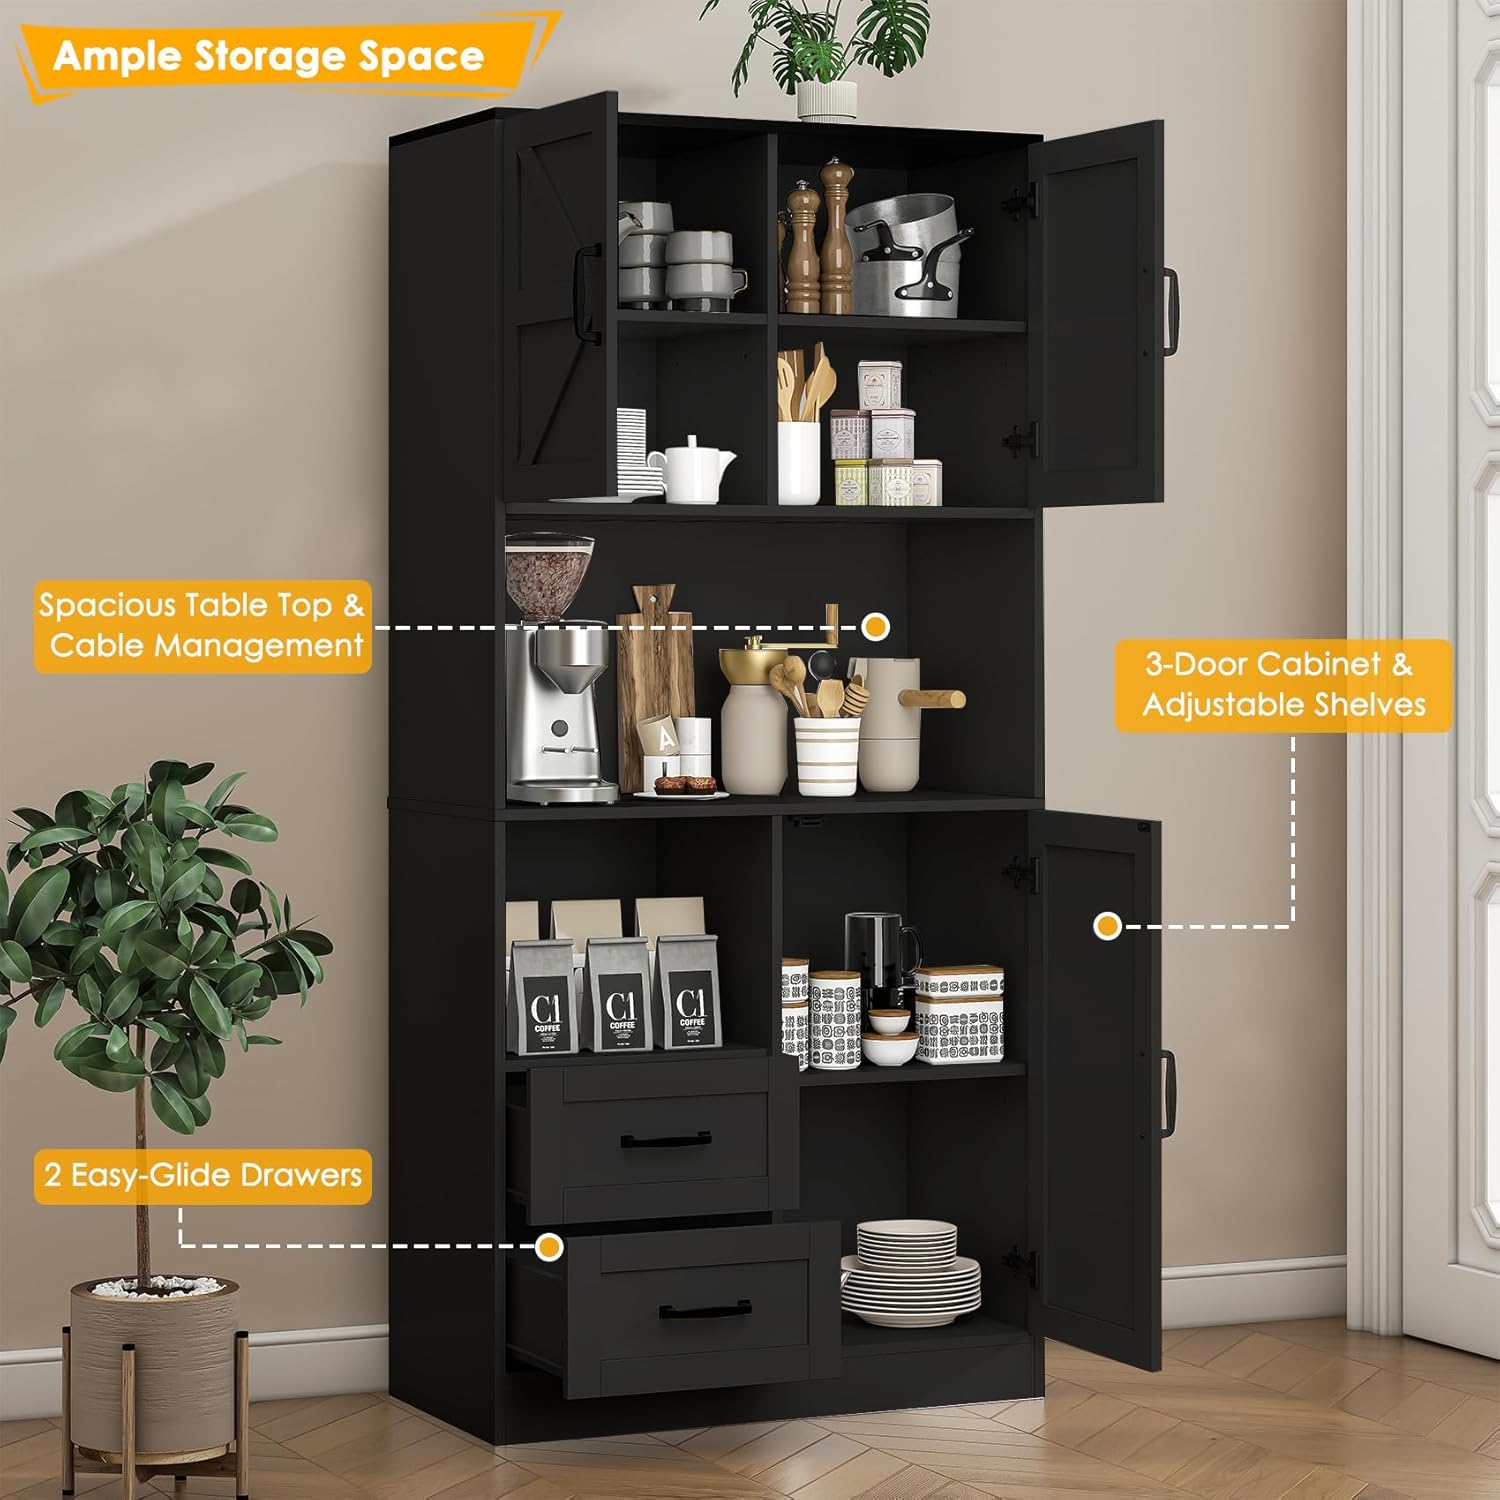 Ample Storage Space
Spacious Table Top &
Cable Management
3-Door Cabinet &
Adjustable Shelves
A
C1
COFFEE
C1
COFFEE
C1
COFFEE
2 Easy-Glide Drawers